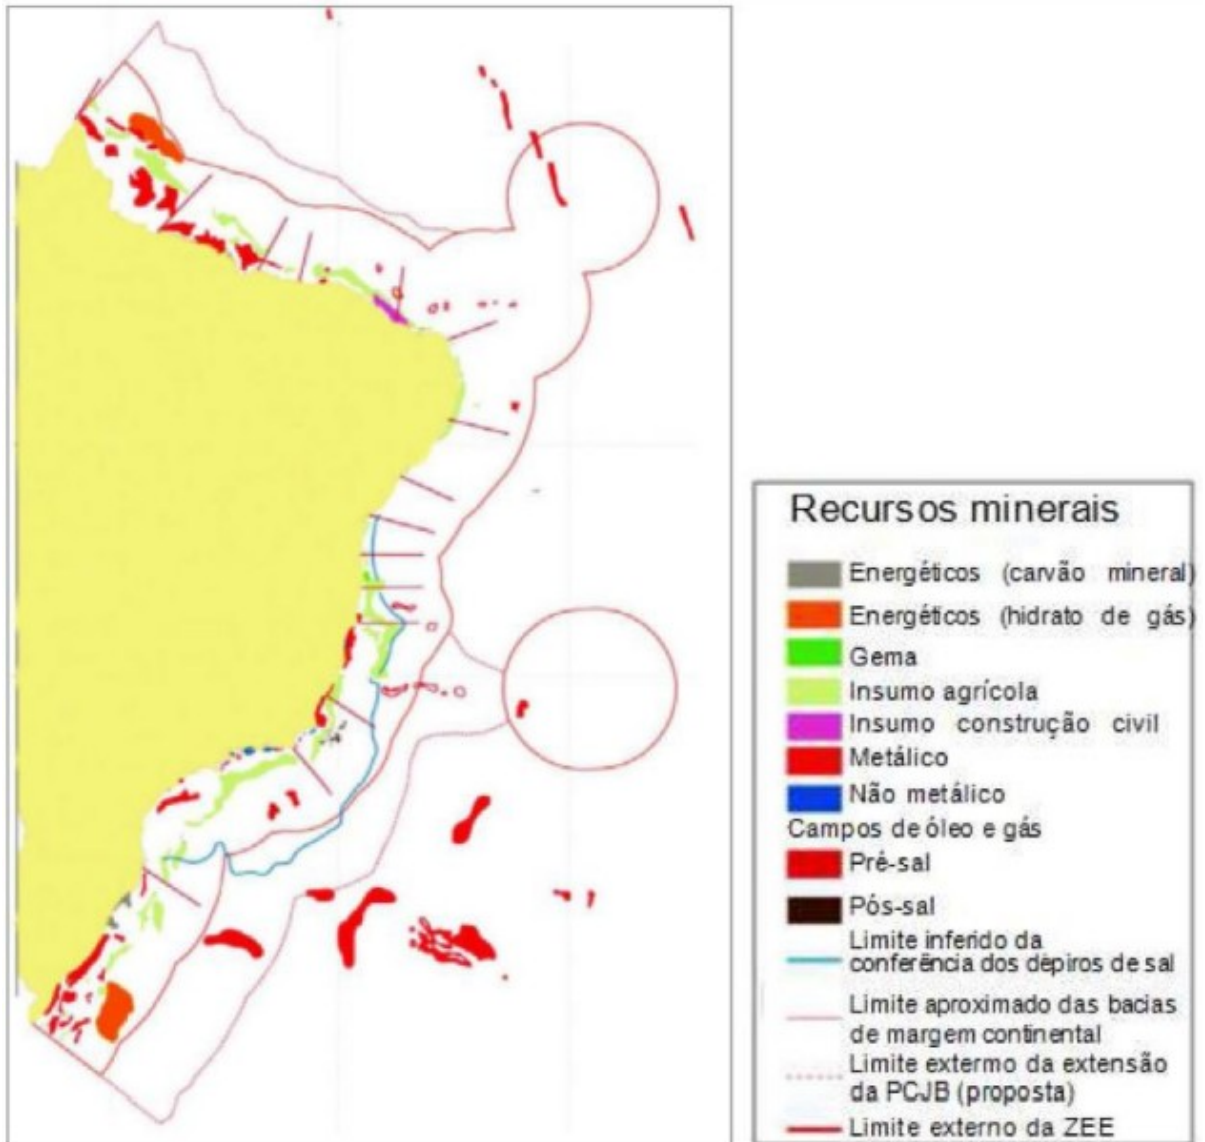 Recursos minerais
Energéticos (carvão mineral)
Energéticos (hidrato de gás)
Gema
Insumo agrícola
Insumo construção civil
Metálico
Não metálico
Campos de óleo e gás
Pré-sal
Pós-sal
Limite inferido da
conferência dos depiros de sal
Limite aproximado das bacias
de margem continental
Limite extermo da extensão
da PCJB (proposta)
Limite externo da ZEE